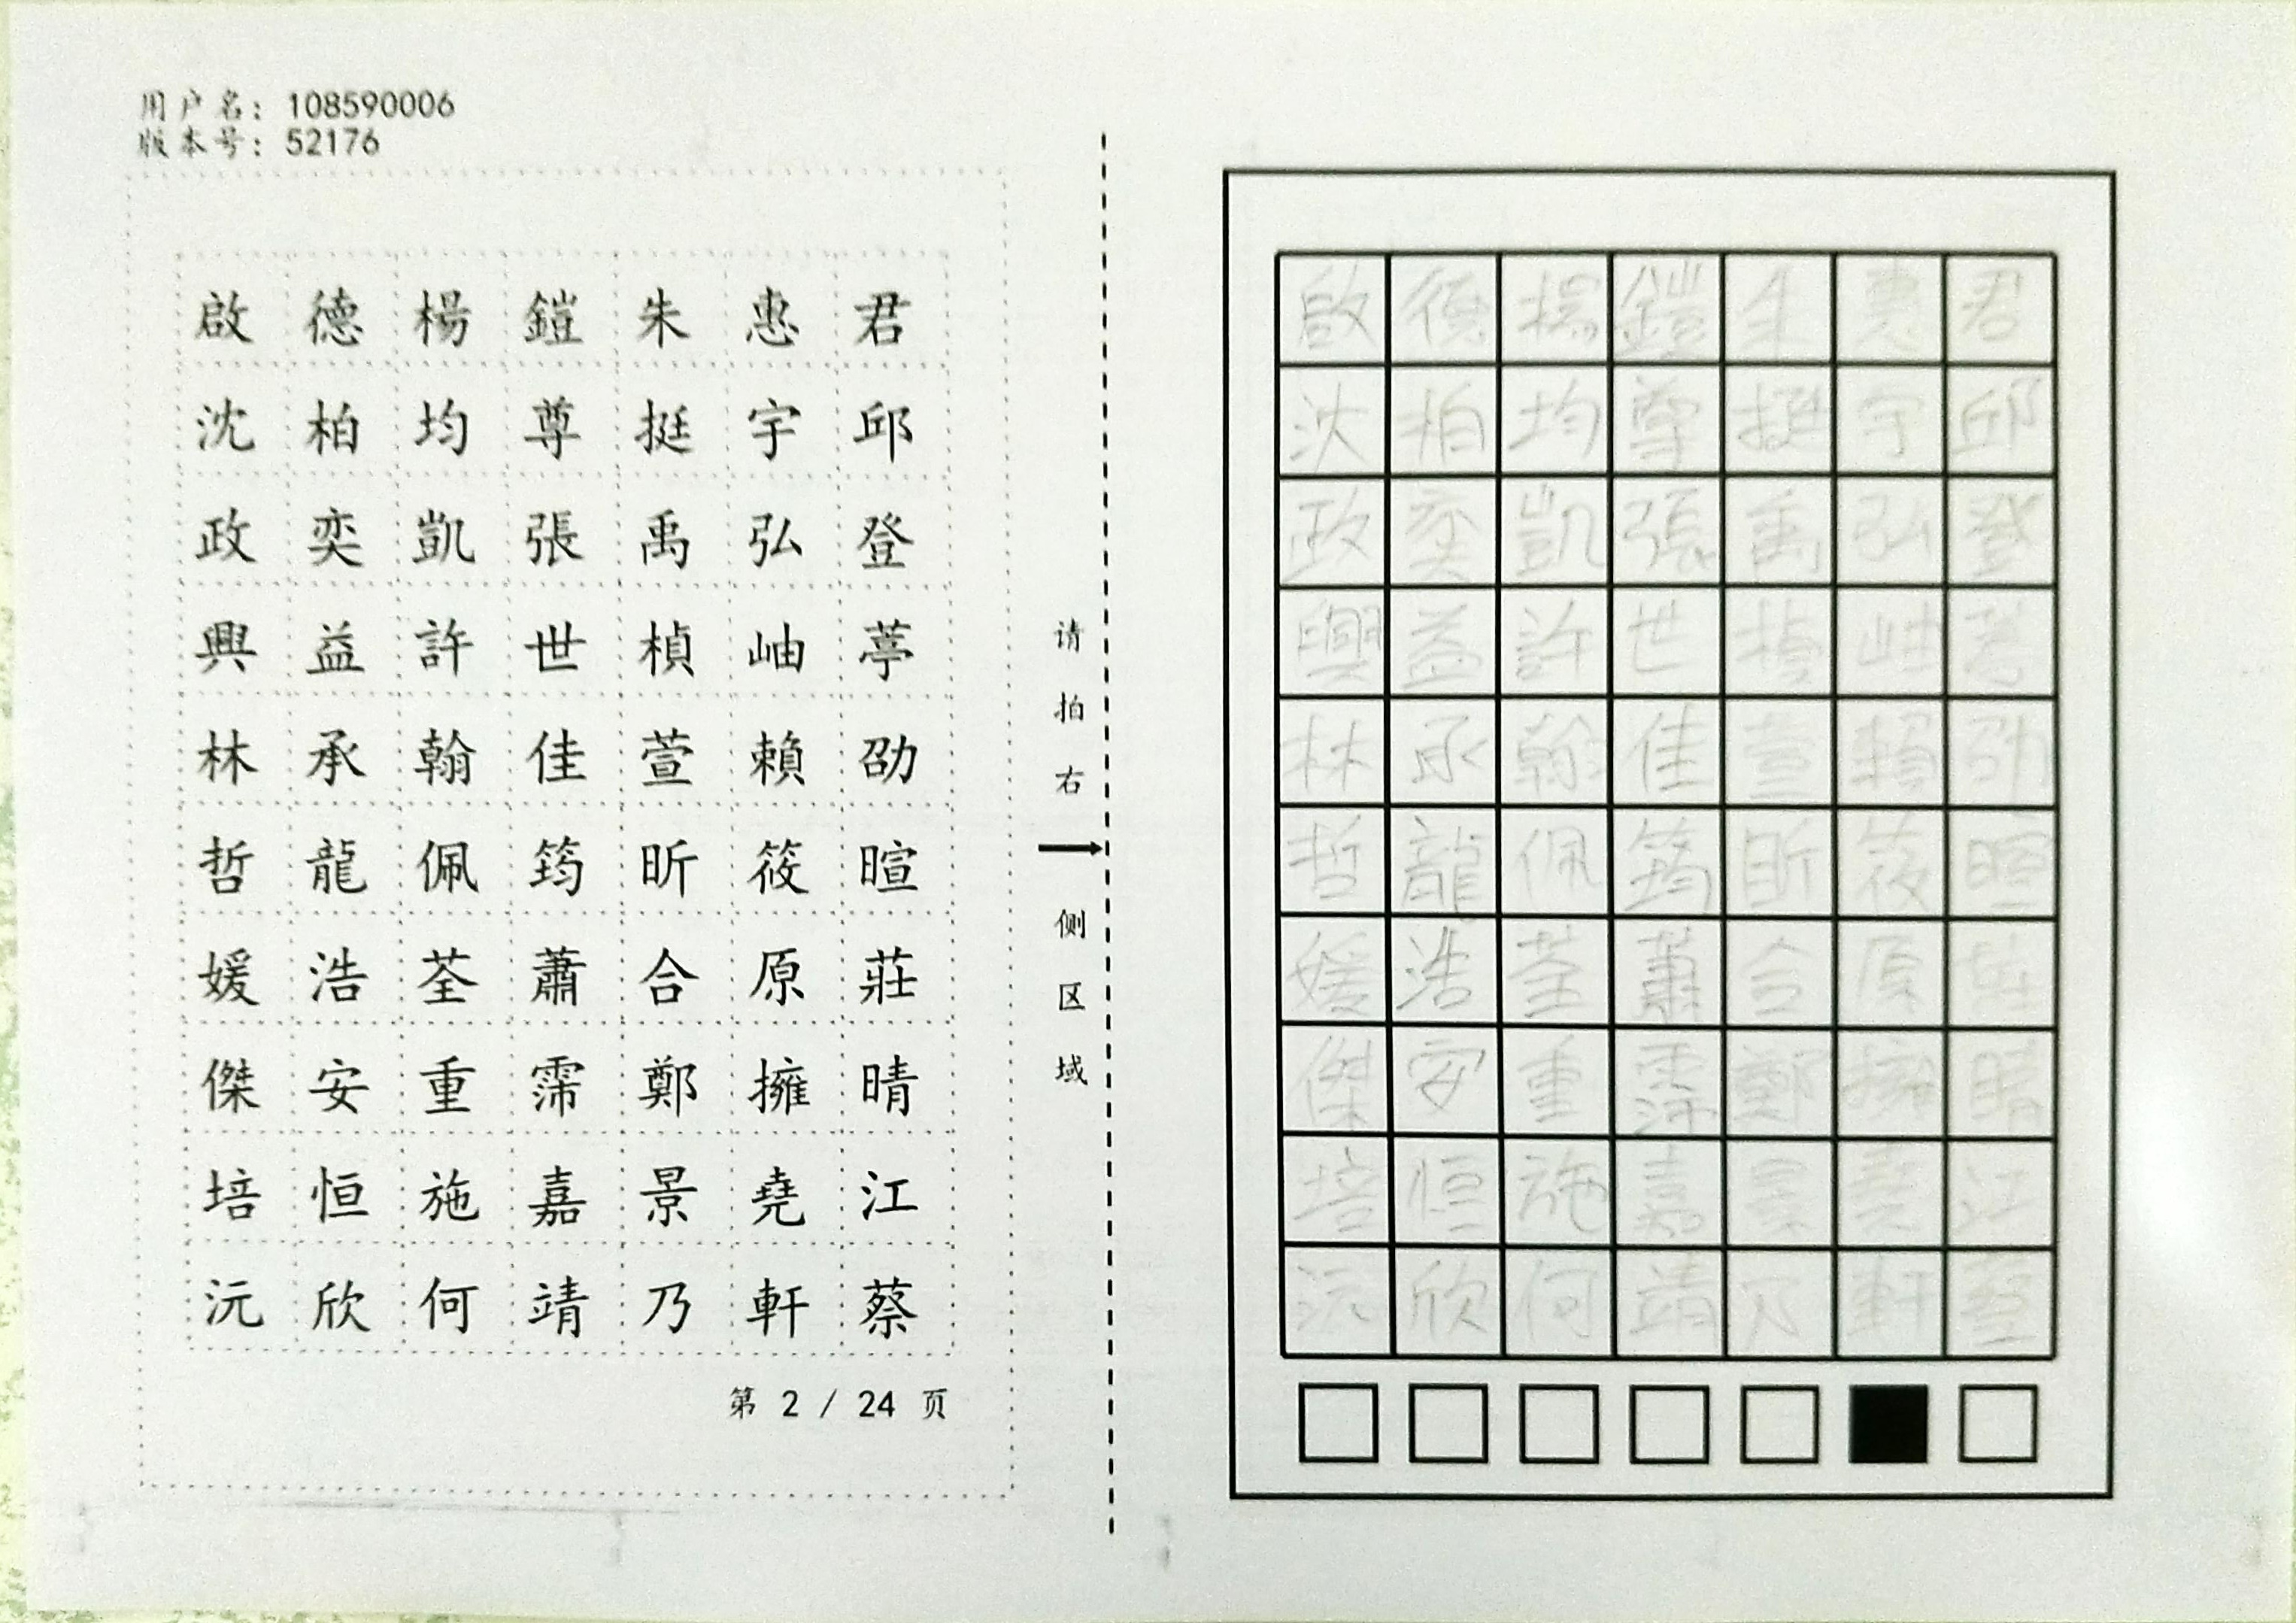 用户名: 108590006
版本号: 52176
啟 德 楊 鎧 朱 惠 君
沈 柏 均 尊 挺 宇 邱
政 奕 凱 張 禹 弘 登
興 益 許 世 楨 岫 葶
林 承 翰 佳 萱 賴 劭
哲 龍 佩 筠 昕 筱 暄
媛 浩 荃 蕭 合 原 莊
傑 安 重 霈 鄭 擁 晴
培 恒 施 嘉 景 堯 江
沅 欣 何 靖 乃 軒 蔡
第 2 / 24 页
请拍右
侧区域
啟 德 楊 鎧 朱 惠 君
沈 柏 均 尊 挺 宇 邱
政 奕 凱 張 禹 弘 登
興 益 許 世 楨 岫
林 承 翰 佳 萱 賴 劭
哲 龍 佩 筠 昕 筱 暄
媛 浩 荃 蕭 合 原 莊
傑 安 重 霈 鄭 擁 晴
培 恒 施 嘉 景 堯 江
沅 欣 何 靖 乃 軒 蔡